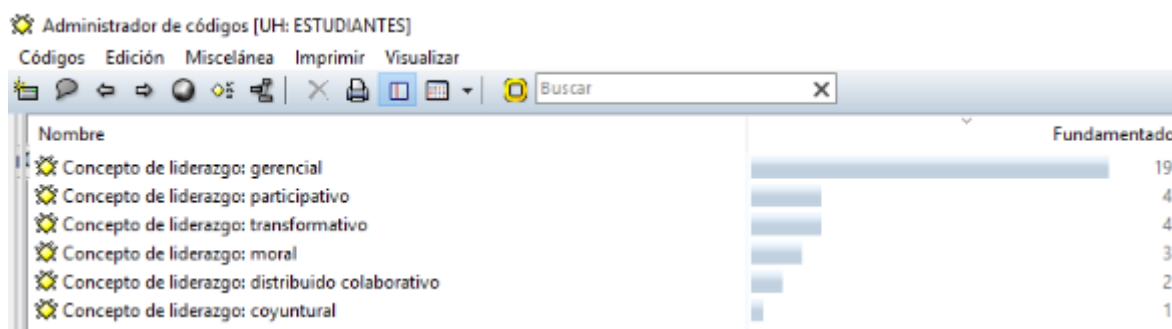 Administrador de códigos [UH: ESTUDIANTES]
Códigos Edición Miscelánea Imprimir Visualizar
Buscar
Nombre Fundamentado
Concepto de liderazgo: gerencial 19
Concepto de liderazgo: participativo 4
Concepto de liderazgo: transformativo 4
Concepto de liderazgo: moral 3
Concepto de liderazgo: distribuido colaborativo 2
Concepto de liderazgo: coyuntural 1